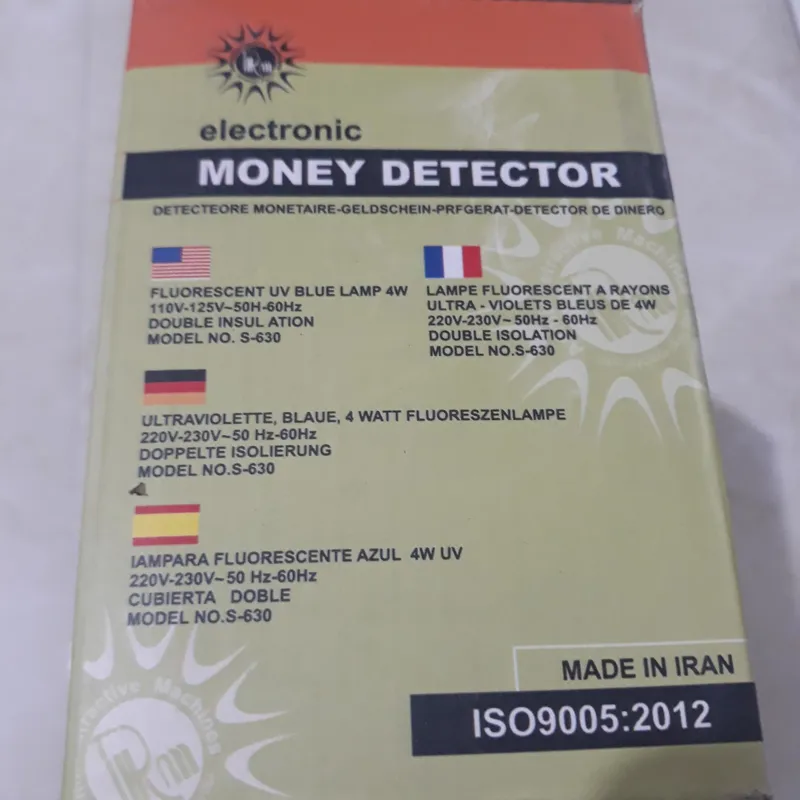 Rm
electronic
MONEY DETECTOR
DETECTEORE MONETAIRE-GELDSCHEIN-PRFGERAT-DETECTOR DE DINERO
FLUORESCENT UV BLUE LAMP 4W
110V-125V~50H-60Hz
DOUBLE INSUL ATION
MODEL NO. S-630
LAMPE FLUORESCENT A RAYONS
ULTRA - VIOLETS BLEUS DE 4W
220V-230V~50Hz - 60Hz
DOUBLE ISOLATION
MODEL NO.S-630
ULTRAVIOLETTE, BLAUE, 4 WATT FLUORESZENLAMPE
220V-230V~50 Hz-60Hz
DOPPELTE ISOLIERUNG
MODEL NO.S-630
IAMPARA FLUORESCENTE AZUL 4W UV
220V-230V~50 Hz-60Hz
CUBIERTA DOBLE
MODEL NO.S-630
MADE IN IRAN
ISO9005:2012
Machines
Rm